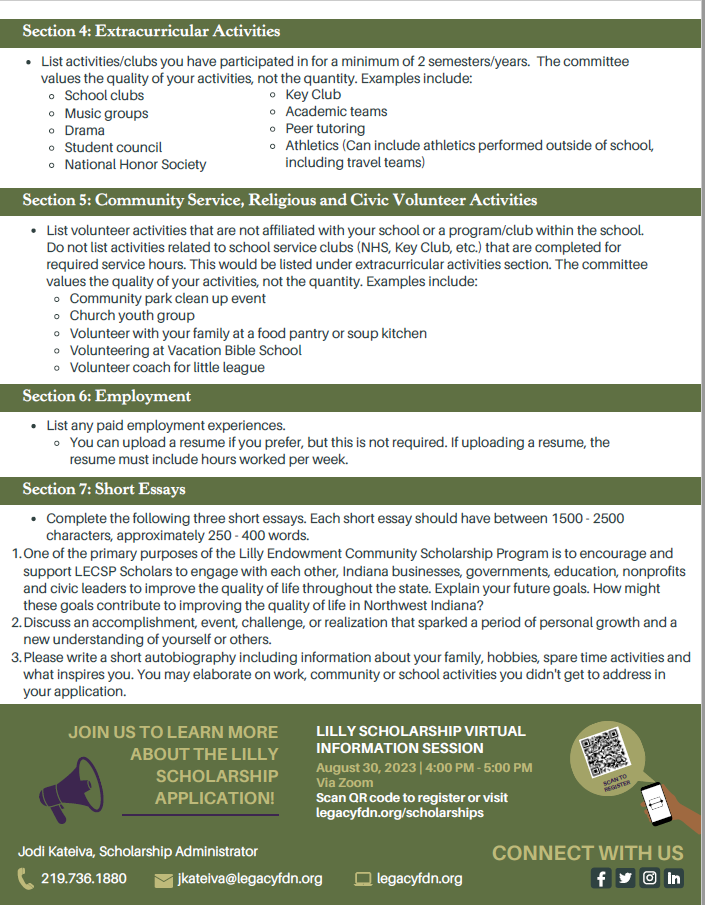 Section 4: Extracurricular Activities
List activities/clubs you have participated in for a minimum of 2 semesters/years. The committee
values the quality of your activities, not the quantity. Examples include:
School clubs
Music groups
Drama
Student council
National Honor Society
Key Club
Academic teams
Peer tutoring
Athletics (Can include athletics performed outside of school,
including travel teams)
Section 5: Community Service, Religious and Civic Volunteer Activities
List volunteer activities that are not affiliated with your school or a program/club within the school.
Do not list activities related to school service clubs (NHS, Key Club, etc.) that are completed for
required service hours. This would be listed under extracurricular activities section. The committee
values the quality of your activities, not the quantity. Examples include:
Community park clean up event
Church youth group
Volunteer with your family at a food pantry or soup kitchen
Volunteering at Vacation Bible School
Volunteer coach for little league
Section 6: Employment
List any paid employment experiences.
You can upload a resume if you prefer, but this is not required. If uploading a resume, the
resume must include hours worked per week.
Section 7: Short Essays
Complete the following three short essays. Each short essay should have between 1500 - 2500
characters, approximately 250 - 400 words.
1. One of the primary purposes of the Lilly Endowment Community Scholarship Program is to encourage and
support LECSP Scholars to engage with each other, Indiana businesses, governments, education, nonprofits
and civic leaders to improve the quality of life throughout the state. Explain your future goals. How might
these goals contribute to improving the quality of life in Northwest Indiana?
2. Discuss an accomplishment, event, challenge, or realization that sparked a period of personal growth and a
new understanding of yourself or others.
3. Please write a short autobiography including information about your family, hobbies, spare time activities and
what inspires you. You may elaborate on work, community or school activities you didn't get to address in
your application.
JOIN US TO LEARN MORE
ABOUT THE LILLY
SCHOLARSHIP
APPLICATION!
LILLY SCHOLARSHIP VIRTUAL
INFORMATION SESSION
August 30, 2023 | 4:00 PM - 5:00 PM
Via Zoom
Scan QR code to register or visit
legacyfdn.org/scholarships
SCAN TO
REGISTER
Jodi Kateiva, Scholarship Administrator
219.736.1880
jkateiva@legacyfdn.org
legacyfdn.org
CONNECT WITH US